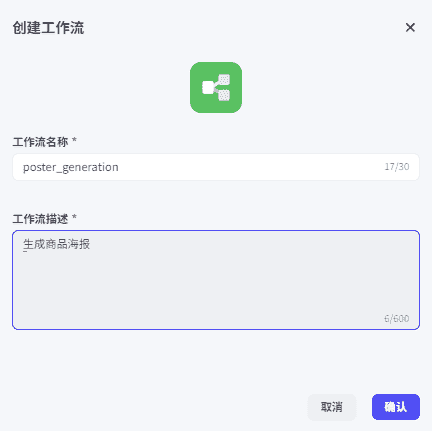 创建工作流
工作流名称 *
poster_generation
17/30
工作流描述 *
生成商品海报
6/600
取消
确认